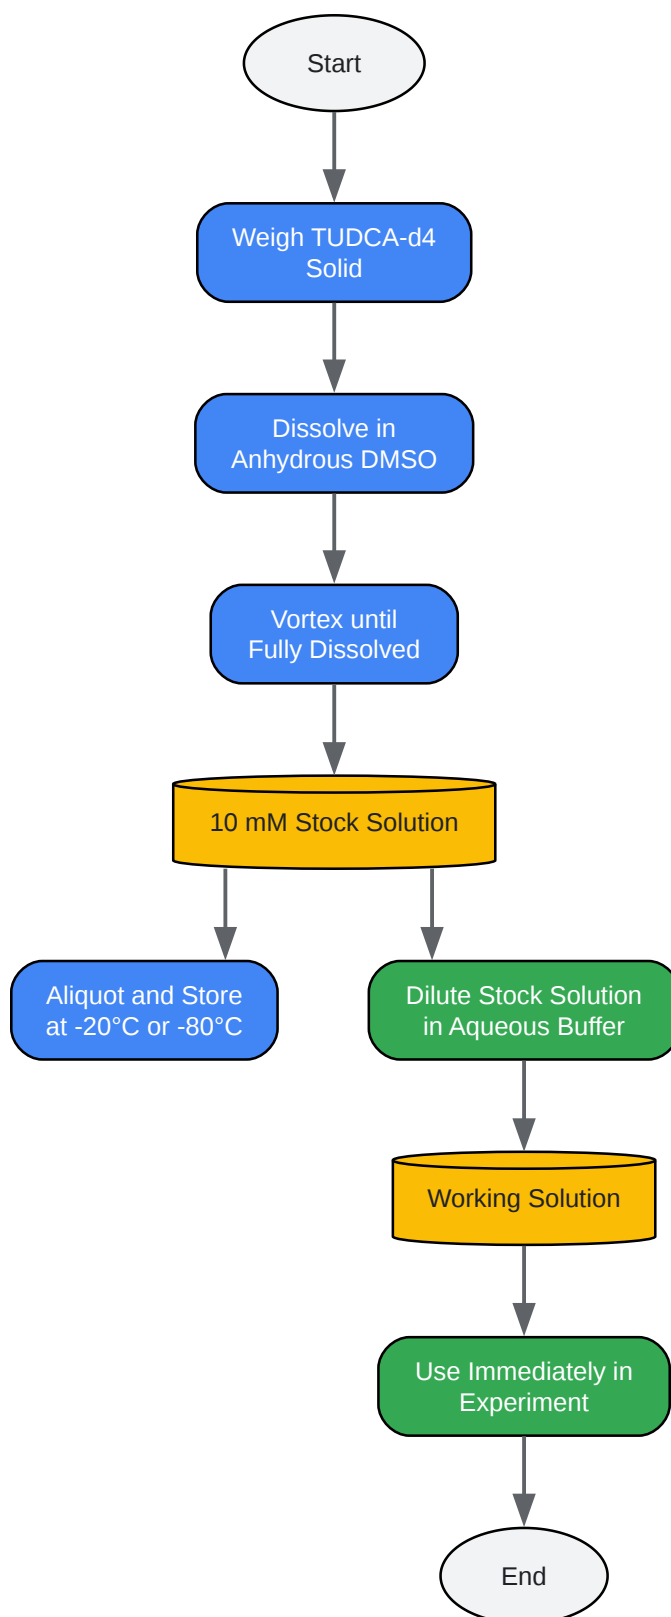 Start
Weigh TUDCA-d4
Solid
Dissolve in
Anhydrous DMSO
Vortex until
Fully Dissolved
10 mM Stock Solution
Aliquot and Store
at -20°C or -80°C
Dilute Stock Solution
in Aqueous Buffer
Working Solution
Use Immediately in
Experiment
End